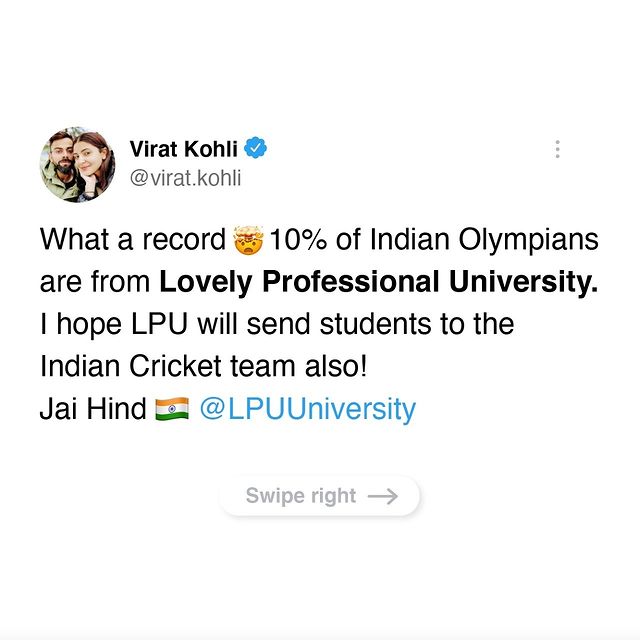 Virat Kohli
@virat.kohli
What a record 🤯 10% of Indian Olympians
are from Lovely Professional University.
I hope LPU will send students to the
Indian Cricket team also!
Jai Hind 🇮🇳 @LPUUniversity
Swipe right →